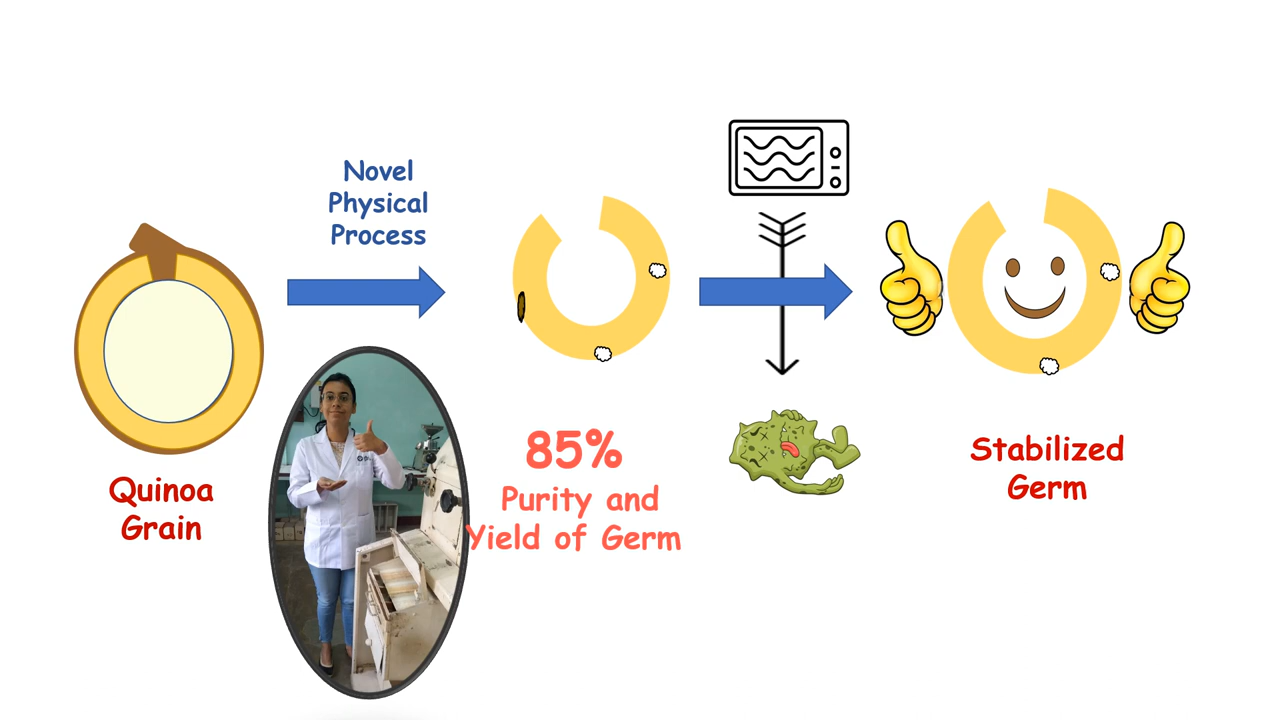 Novel
Physical
Process
Quinoa
Grain
85%
Purity and
Yield of Germ
Stabilized
Germ